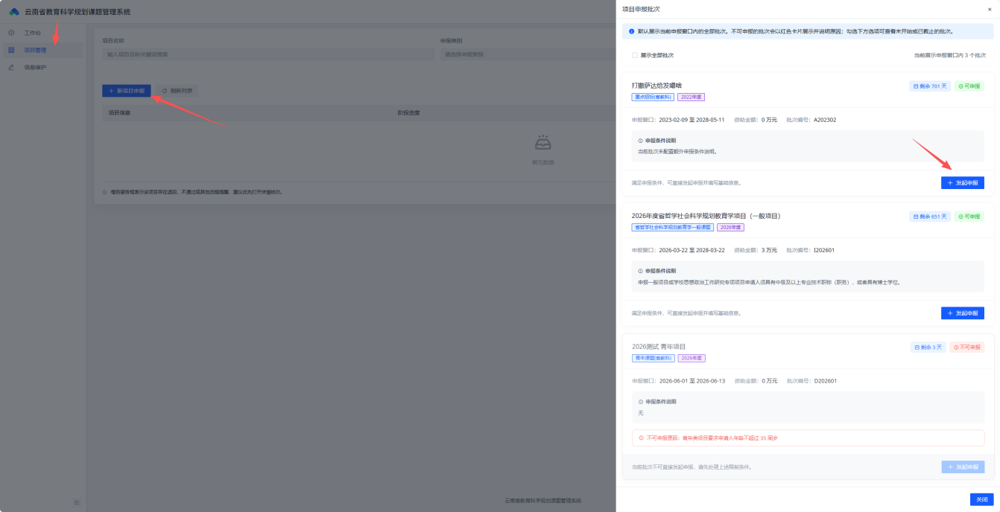 云南省教育科学规划课题管理系统
工作台
项目管理
信息维护
项目名称
输入项目名称关键词搜索
申报类别
请选择申报类别
+ 新项目申报
刷新列表
项目信息
阶段进度
暂无数据
橙色留告框表示该项目存在退回、不通过或其他流程提醒，建议优先打开详情核对。
云南省教育科学规划课题管理系统
项目申报批次
×
默认展示当前申报窗口内的全部批次。不可申报的批次会以红色卡片展示并说明原因；勾选下方选项可查看未开始或已截止的批次。
展示全部批次
当前展示申报窗口内 3 个批次
打撒萨达给发噶啥
剩余 701 天
可申报
重点招标(省教科)
2022年度
申报窗口：2023-02-09 至 2028-05-11 资助金额：0 万元 批次编号：A202302
申报条件说明
当前批次未配置额外申报条件说明。
满足申报条件，可直接发起申报并填写基础信息。
+ 发起申报
2026年度省哲学社会科学规划教育学项目（一般项目）
剩余 651 天
可申报
省哲学社会科学规划教育学一般课题
2026年度
申报窗口：2026-03-22 至 2028-03-22 资助金额：3 万元 批次编号：I202601
申报条件说明
申报一般项目或学校思想政治工作研究专项项目申请人须具有中级及以上专业技术职称（职务），或者具有博士学位。
满足申报条件，可直接发起申报并填写基础信息。
+ 发起申报
2026测试 青年项目
剩余 3 天
不可申报
青年课题(省教科)
2026年度
申报窗口：2026-06-01 至 2026-06-13 资助金额：0 万元 批次编号：D202601
申报条件说明
无
不可申报原因：青年类项目要求申请人年龄不超过 35 周岁
当前批次不可直接发起申报，请先处理上述限制条件。
+ 发起申报
关闭